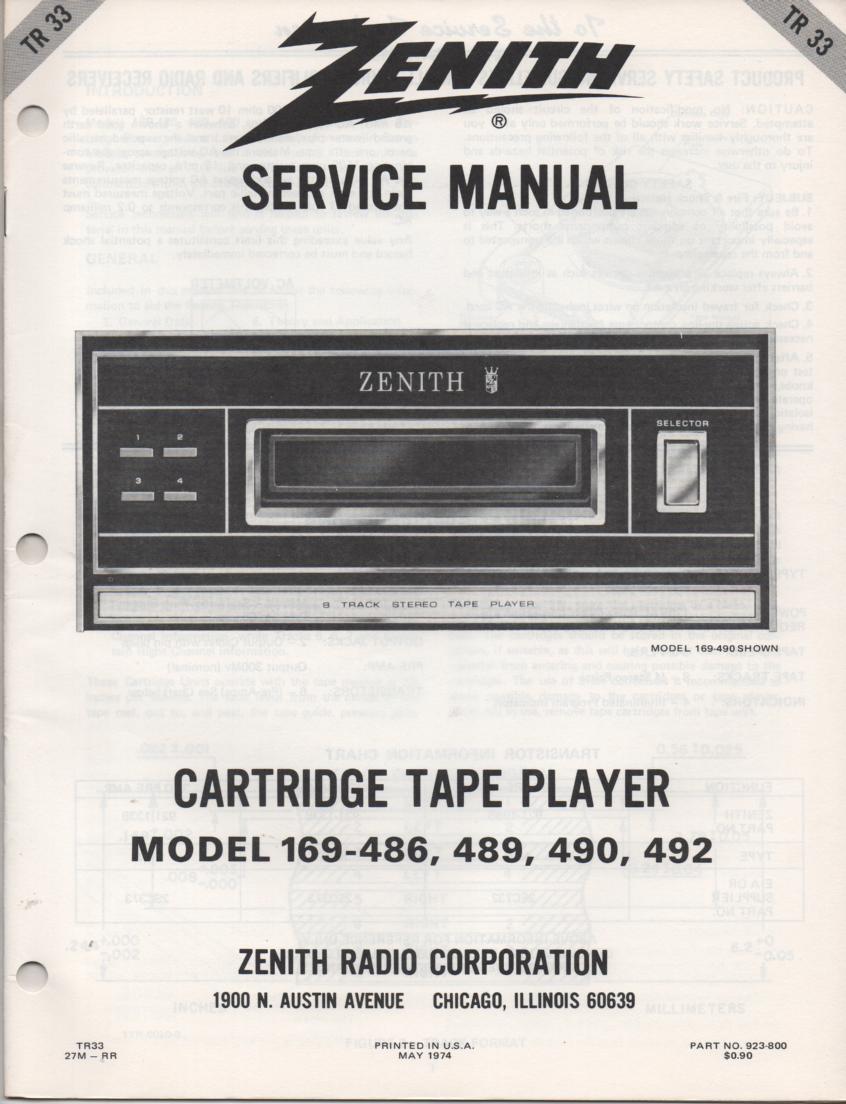 TR 33
TR 33
ZENITH
®
SERVICE MANUAL
ZENITH
SELECTOR
1 2
3 4
8 TRACK STEREO TAPE PLAYER
MODEL 169-490 SHOWN
CARTRIDGE TAPE PLAYER
MODEL 169-486, 489, 490, 492
ZENITH RADIO CORPORATION
1900 N. AUSTIN AVENUE CHICAGO, ILLINOIS 60639
TR33
27M – RR
PRINTED IN U.S.A.
MAY 1974
PART NO. 923-800
$0.90